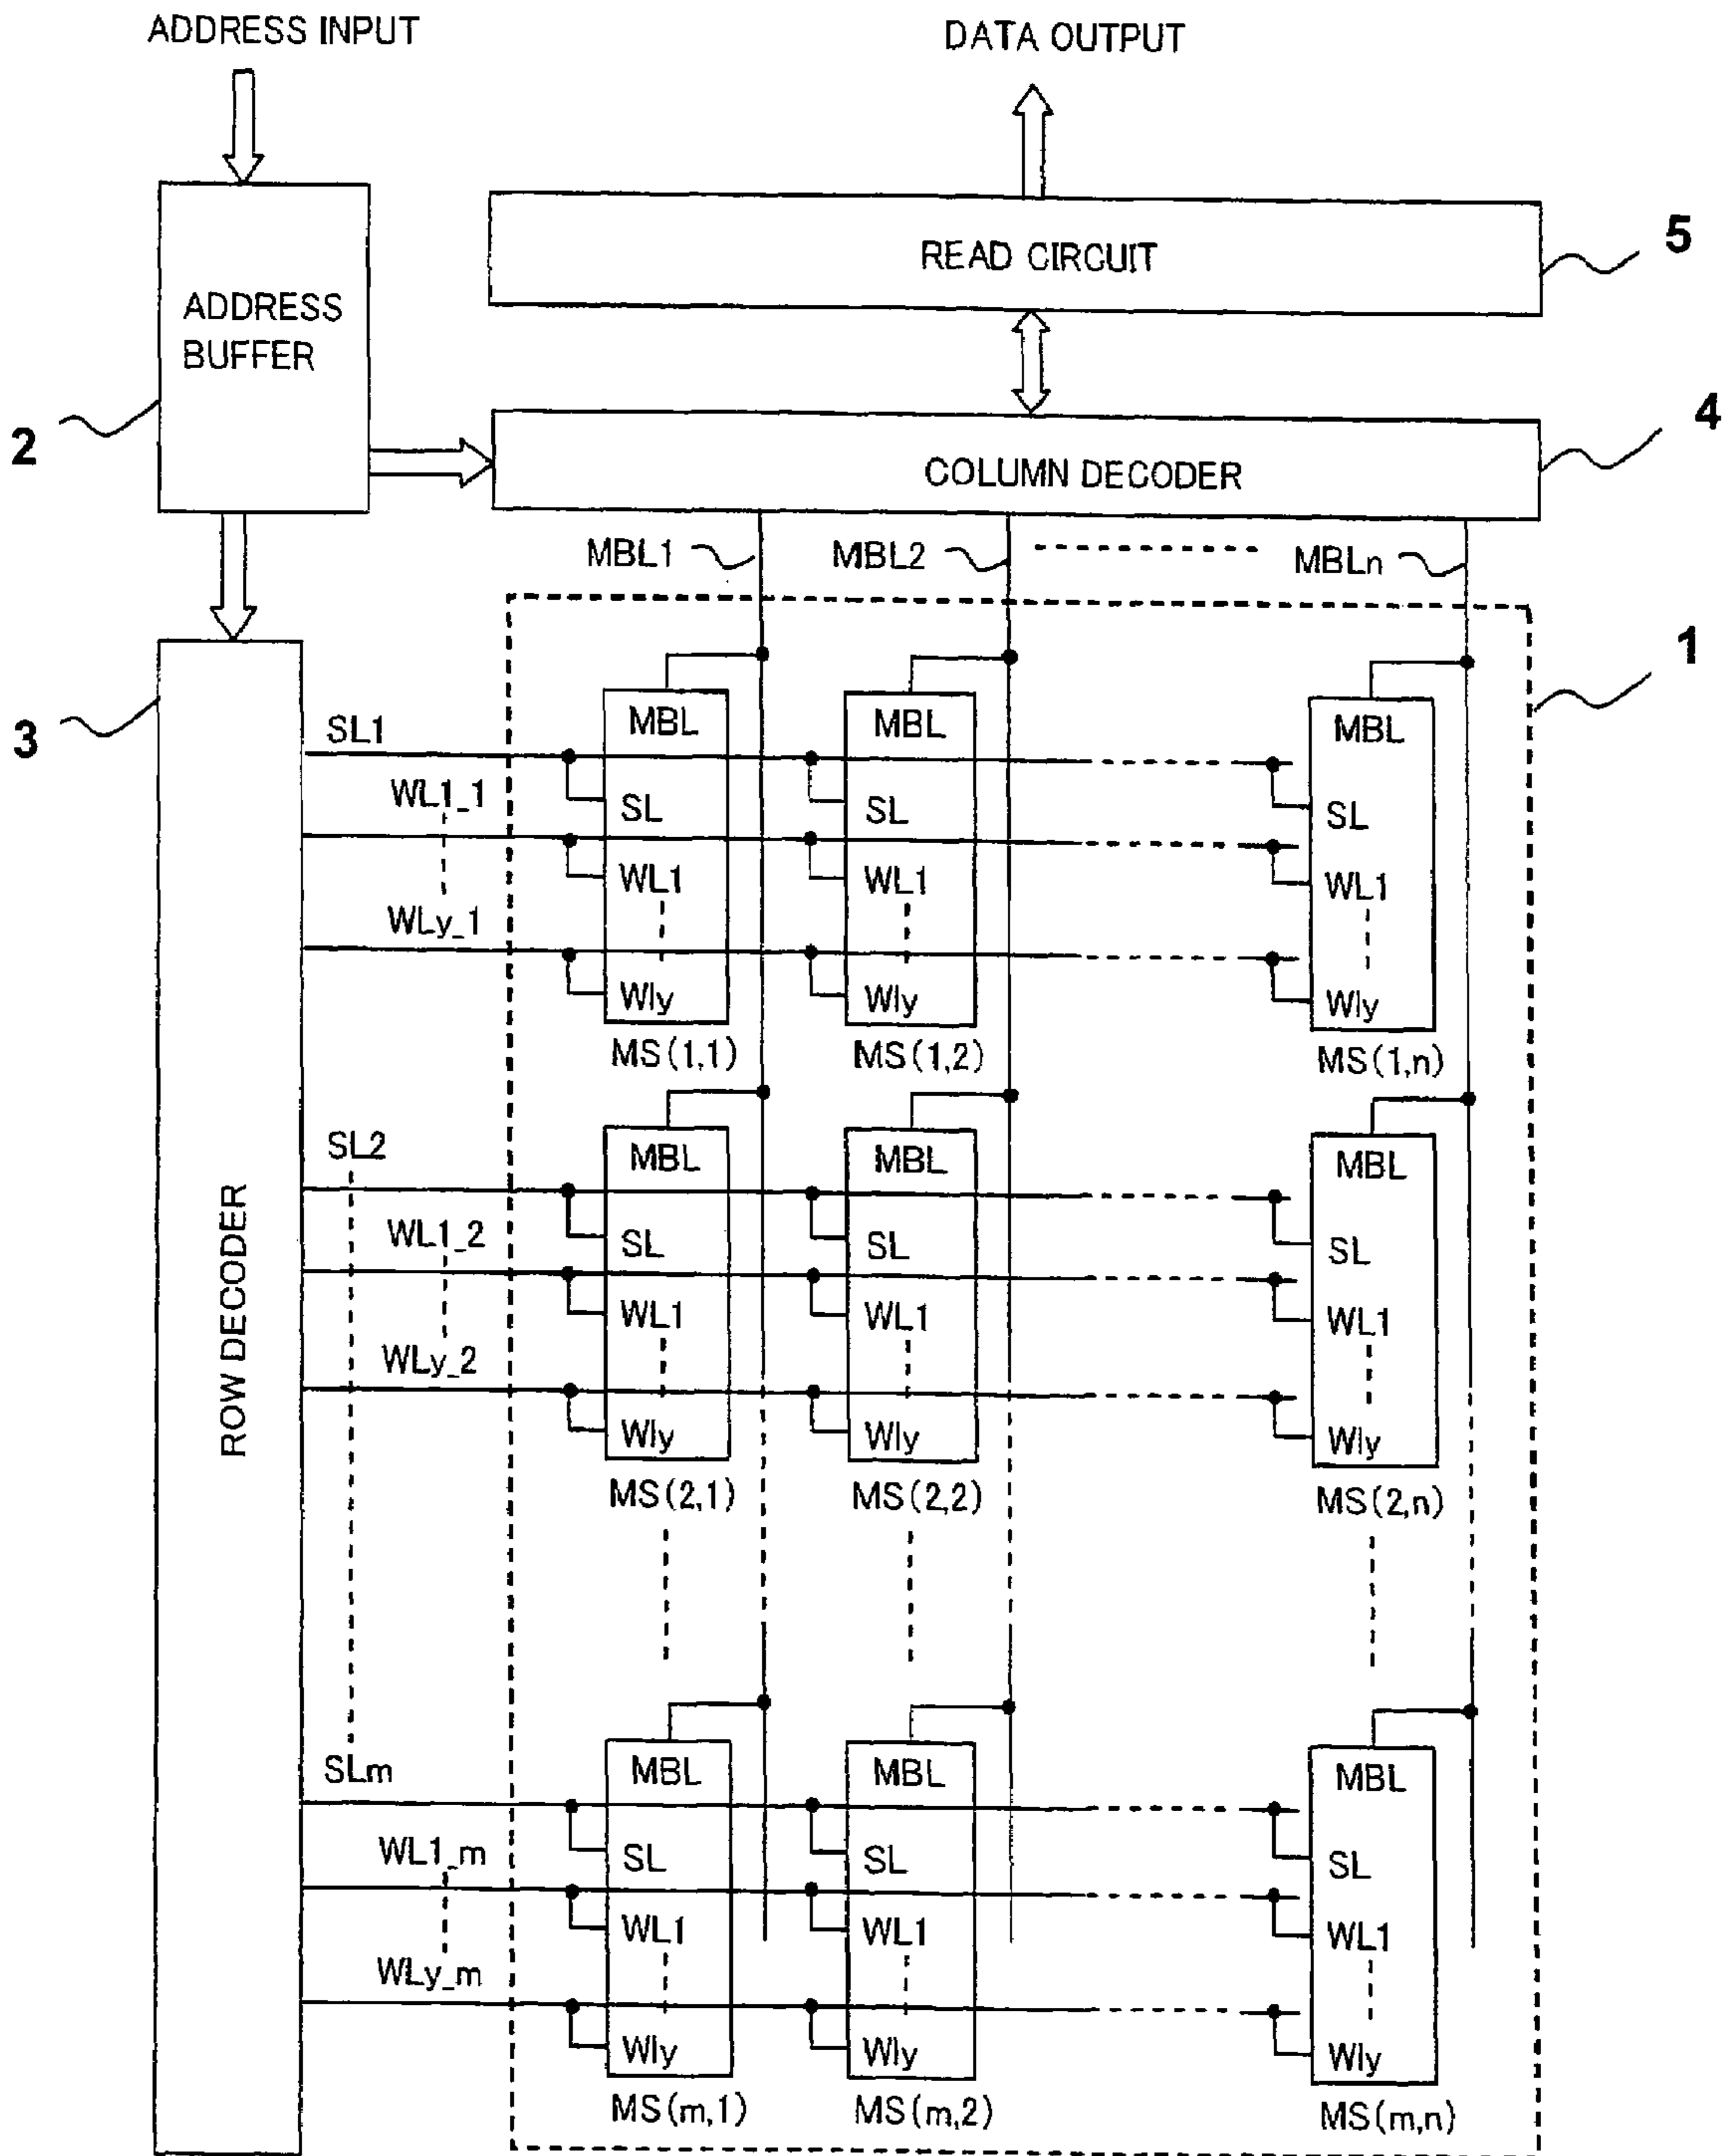 ADDRESS INPUT
DATA OUTPUT
5
READ CIRCUIT
ADDRESS
BUFFER
2
4
COLUMN DECODER
MBL1
MBL2
MBLn
1
3
ROW DECODER
SL1
MBL
MBL
MBL
WL1_1
SL
SL
SL
WL1
WL1
WL1
WLy_1
Wly
Wly
Wly
MS(1,1)
MS(1,2)
MS(1,n)
SL2
MBL
MBL
MBL
WL1_2
SL
SL
SL
WL1
WL1
WL1
WLy_2
Wly
Wly
Wly
MS(2,1)
MS(2,2)
MS(2,n)
SLm
MBL
MBL
MBL
WL1_m
SL
SL
SL
WL1
WL1
WL1
WLy_m
Wly
Wly
Wly
MS(m,1)
MS(m,2)
MS(m,n)